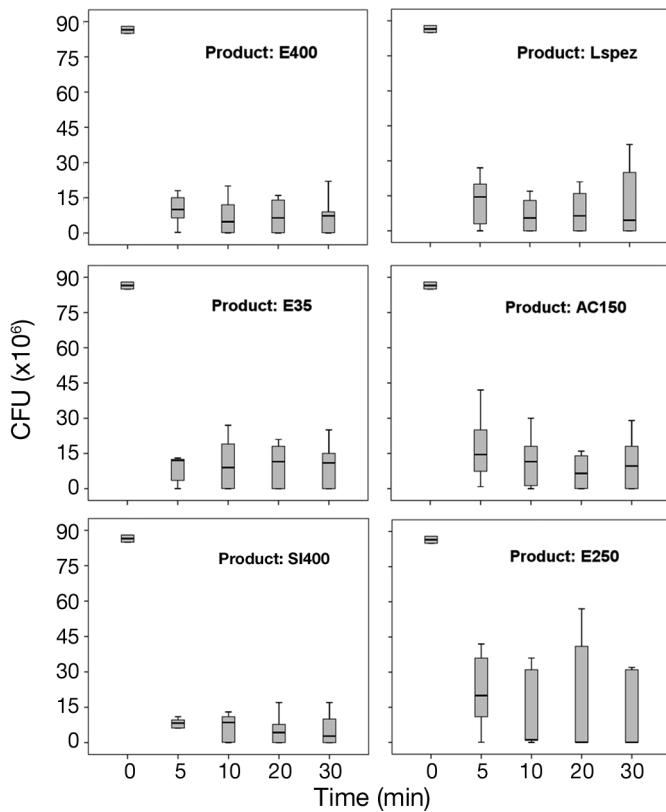 90
75
60
45
30
15
0
Product: E400
Product: Lspez
CFU (x10⁶)
90
75
60
45
30
15
0
Product: E35
Product: AC150
90
75
60
45
30
15
0
Product: SI400
Product: E250
0 5 10 20 30 0 5 10 20 30
Time (min)